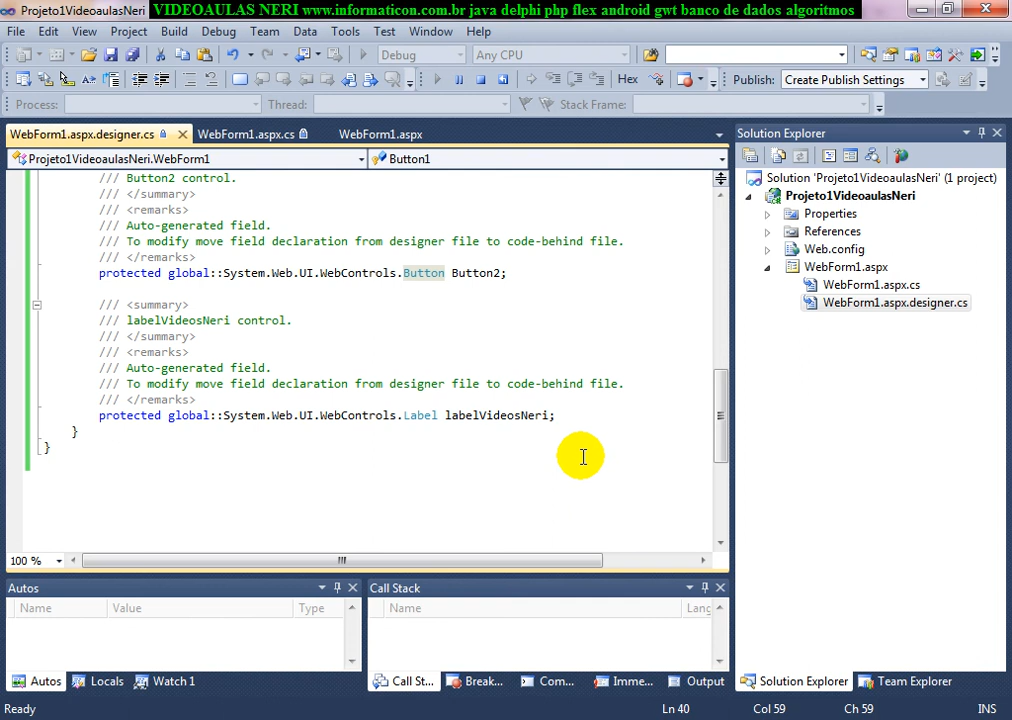 Projeto1Neri
VIDEOAULAS NERI www.informaticon.com.br java delphi php flex android gwt banco de dados algoritmos
File Edit View Project Build Debug Team Data Tools Test Window Help
Debug Any CPU
Hex Publish: Create Publish Settings
Process: Thread: Stack Frame:
WebForm1.aspx.designer.cs WebForm1.aspx.cs WebForm1.aspx
Projeto1VideoaulasNeri.WebForm1 Button1
/// Button2 control.
/// </summary>
/// <remarks>
/// Auto-generated field.
/// To modify move field declaration from designer file to code-behind file.
/// </remarks>
protected global::System.Web.UI.WebControls.Button Button2;
/// <summary>
/// labelVideosNeri control.
/// </summary>
/// <remarks>
/// Auto-generated field.
/// To modify move field declaration from designer file to code-behind file.
/// </remarks>
protected global::System.Web.UI.WebControls.Label labelVideosNeri;
}
}
100 %
Solution Explorer
Solution 'Projeto1VideoaulasNeri' (1 project)
Projeto1VideoaulasNeri
Properties
References
Web.config
WebForm1.aspx
WebForm1.aspx.cs
WebForm1.aspx.designer.cs
Autos
Name Value Type
Call Stack
Name Lang
Autos Locals Watch 1
Call St... Break... Com... Imme... Output
Solution Explorer Team Explorer
Ready Ln 40 Col 59 Ch 59 INS